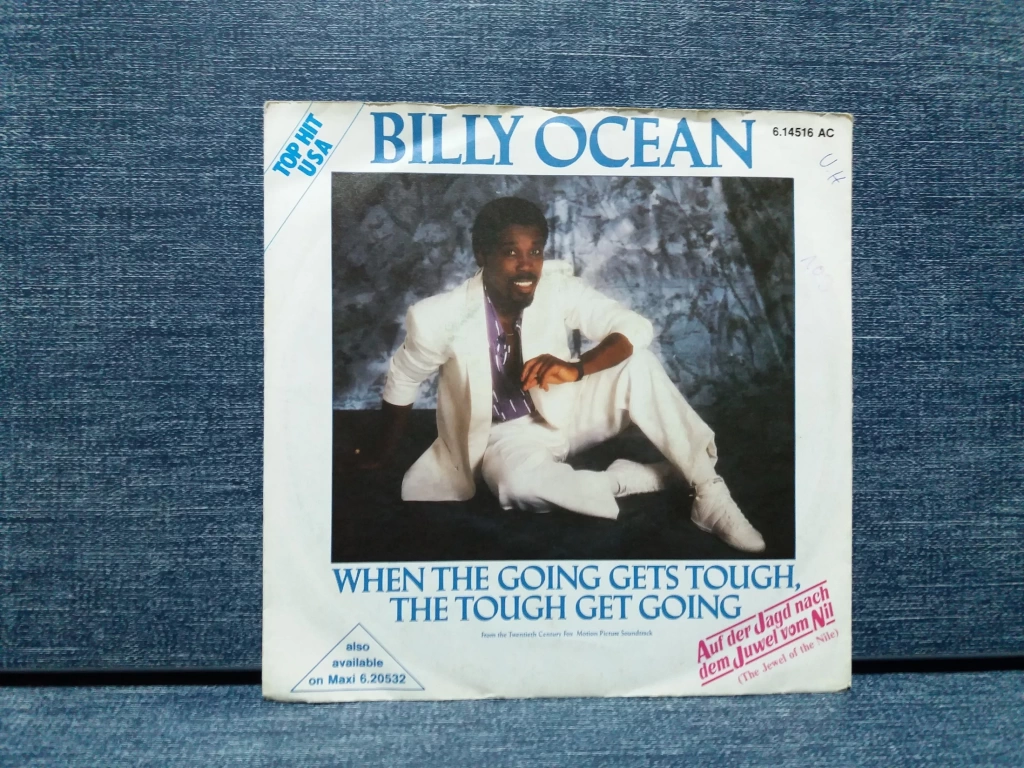 TOP HIT
USA
BILLY OCEAN
6.14516 AC
UH
WHEN THE GOING GETS TOUGH,
THE TOUGH GET GOING
from the Twentieth Century Fox Motion Picture Soundtrack
Auf der Jagd nach
dem Juwel vom Nil
(The Jewel of the Nile)
also
available
on Maxi 6.20532